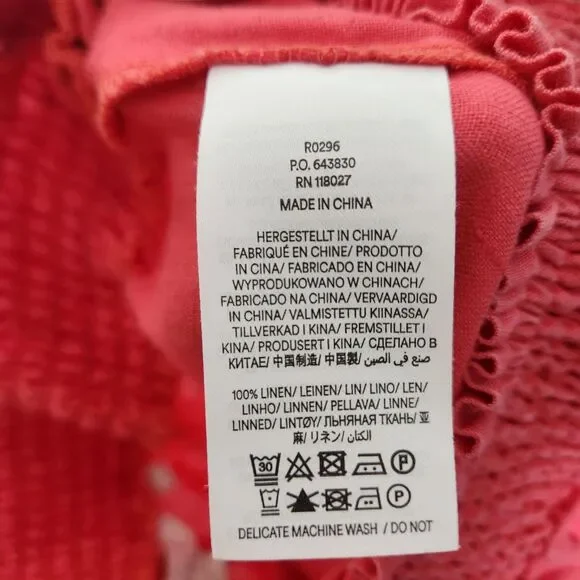 R0296
P.O. 643830
RN 118027
MADE IN CHINA
HERGESTELLT IN CHINA/
FABRIQUÉ EN CHINE/ PRODOTTO
IN CINA/ FABRICADO EN CHINA/
WYPRODUKOWANO W CHINACH/
FABRICADO NA CHINA/ VERVAARDIGD
IN CHINA/ VALMISTETTU KIINASSA/
TILLVERKAD I KINA/ FREMSTILLET I
KINA/ PRODUSERT I KINA/ СДЕЛАНО В
КИТАЕ/ 中国制造/ 中國製/ صنع في الصين
100% LINEN/ LEINEN/ LIN/ LINO/ LEN/
LINHO/ LINNEN/ PELLAVA/ LINNE/
LINNED/ LINTØY/ ЛЬНЯНАЯ ТКАНЬ/ 亚
麻/ リネン/ الكتان/
30 P
P
DELICATE MACHINE WASH / DO NOT